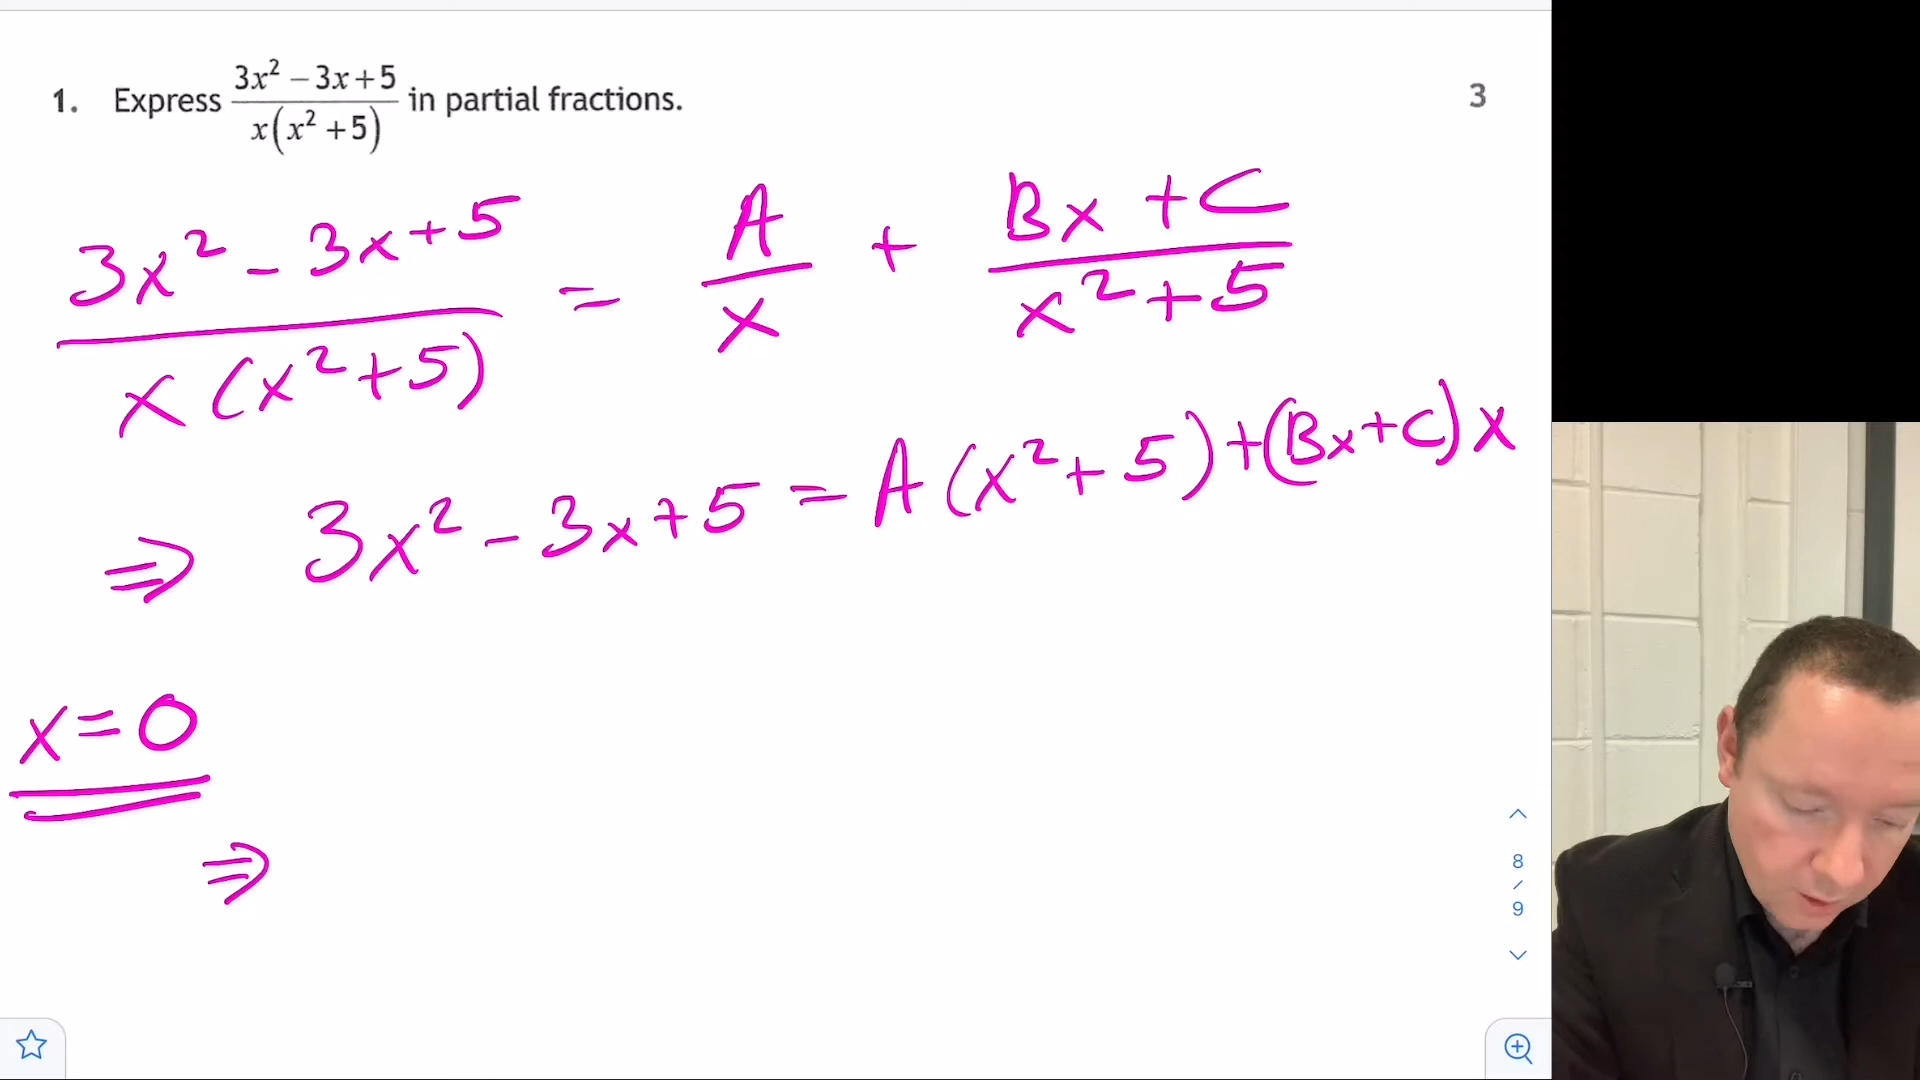 1. Express (3x² – 3x + 5)/(x(x² + 5)) in partial fractions. 3
(3x² - 3x + 5)/(x(x² + 5)) = A/x + (Bx + C)/(x² + 5)
⇒ 3x² - 3x + 5 = A(x² + 5) + (Bx + C)x
x = 0
⇒
8
/
9